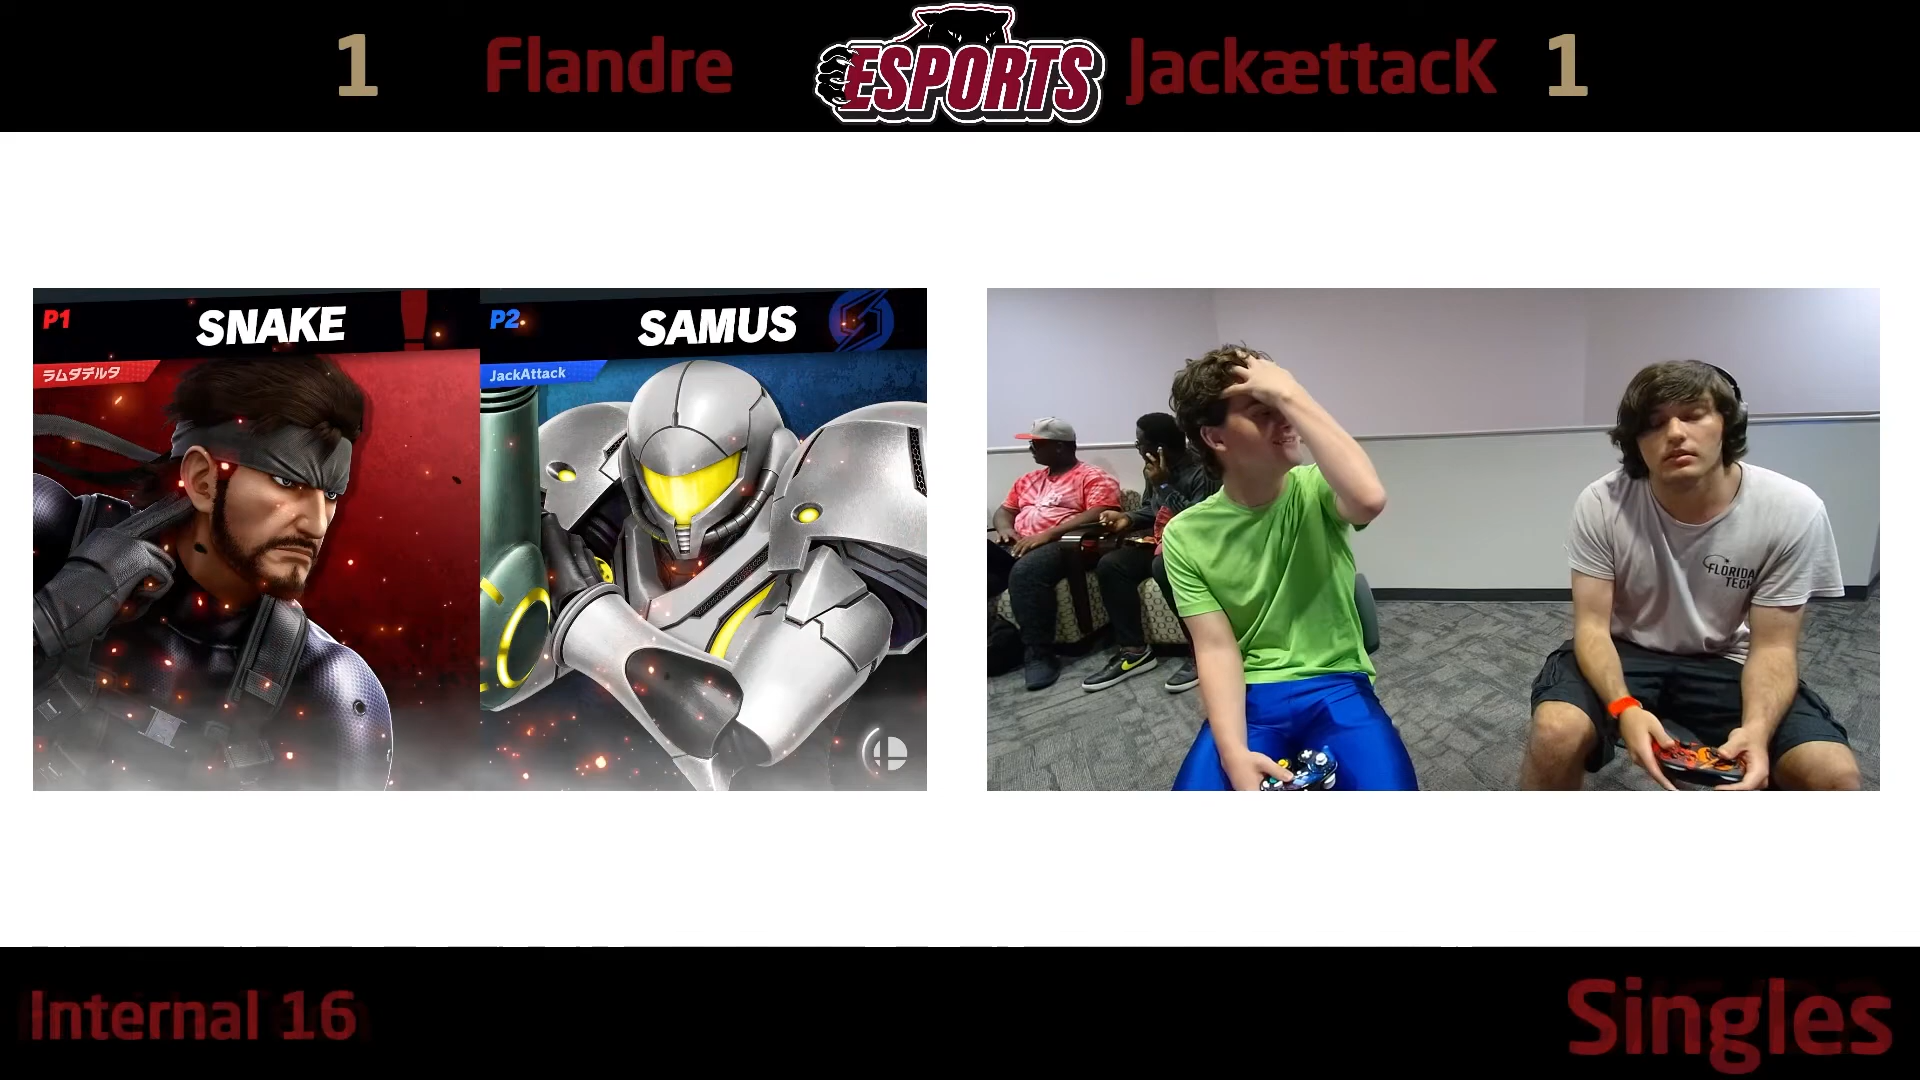 1 Flandre ESPORTS JackættacK 1
P1 SNAKE
ラムダデルタ
P2 SAMUS
JackAttack
FLORIDA
TECH
Internal 16
Singles